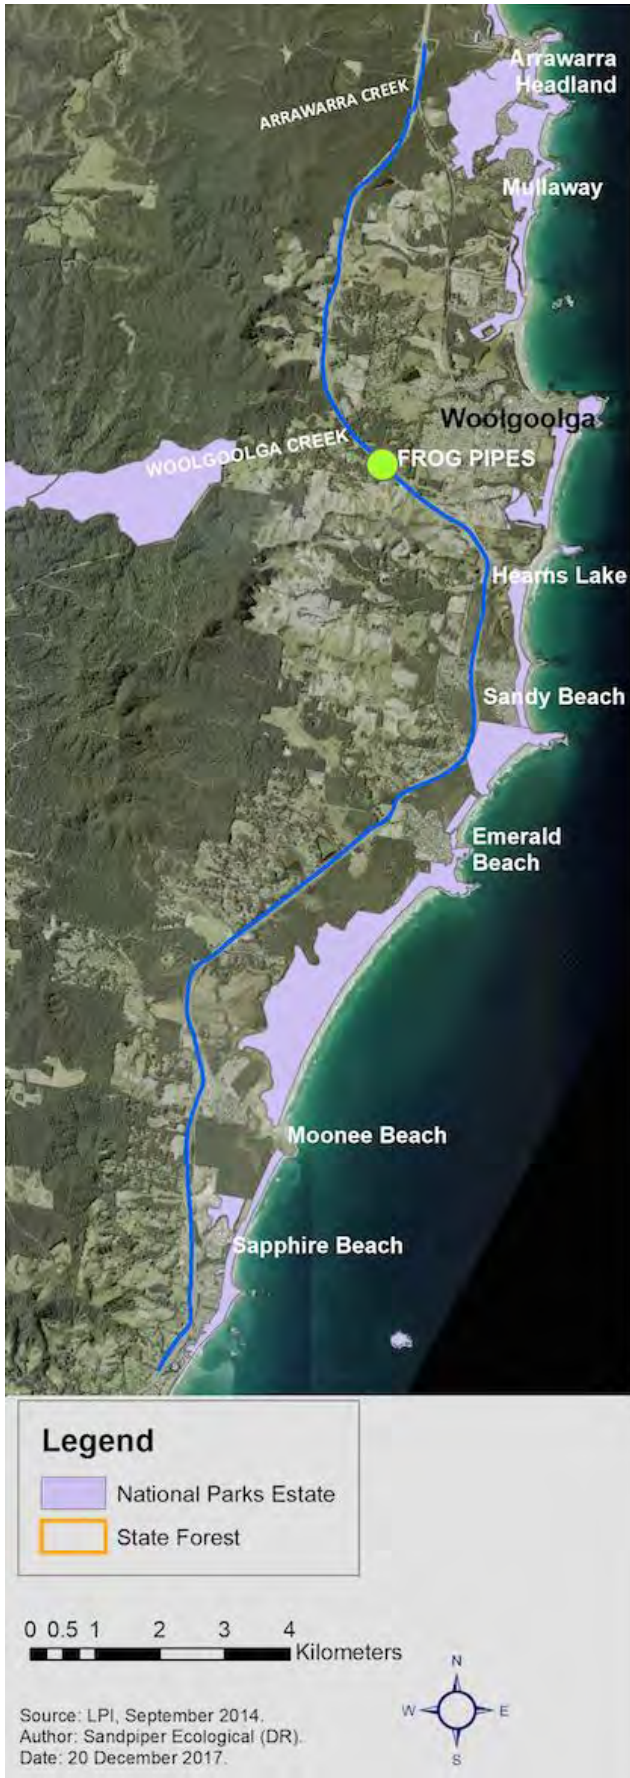 Arrawarra
Headland
ARRAWARRA CREEK
Mullaway
Woolgoolga
WOOLGOOLGA CREEK
FROG PIPES
Hearns Lake
Sandy Beach
Emerald
Beach
Moonee Beach
Sapphire Beach
Legend
National Parks Estate
State Forest
0 0.5 1 2 3 4
Kilometers
N
W E
S
Source: LPI, September 2014.
Author: Sandpiper Ecological (DR).
Date: 20 December 2017.